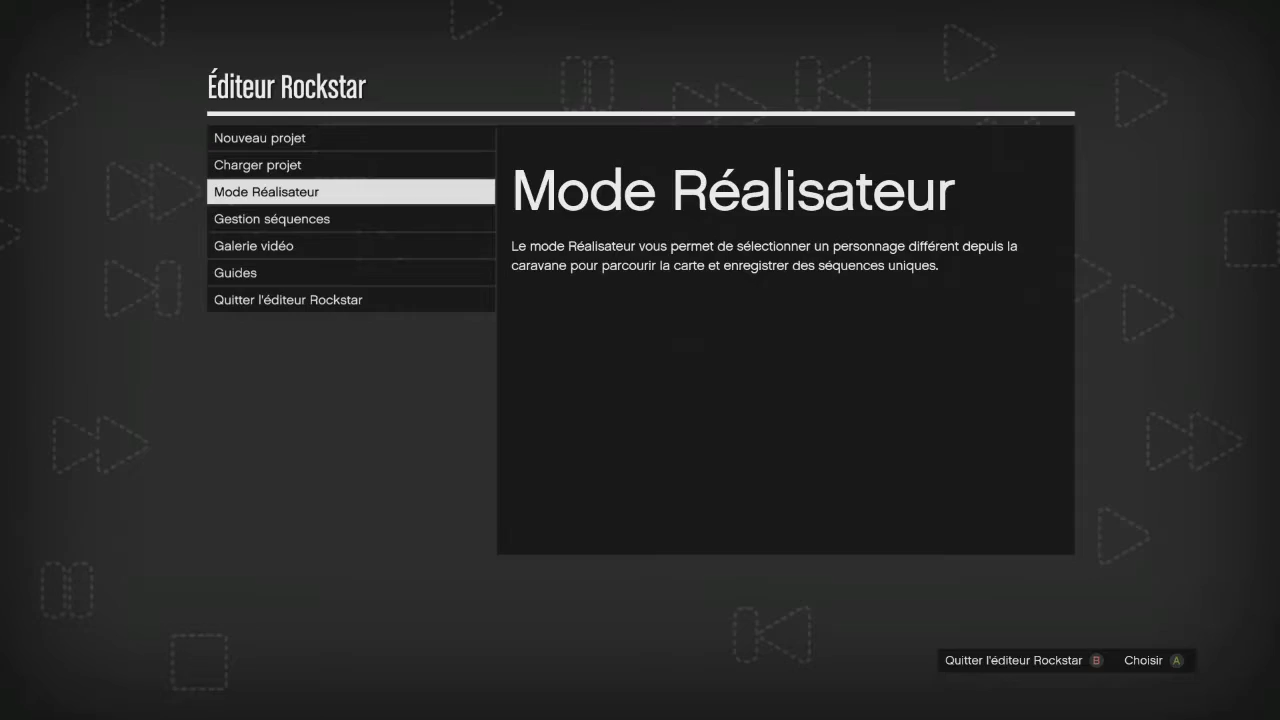 Éditeur Rockstar
Nouveau projet
Charger projet
Mode Réalisateur
Gestion séquences
Galerie vidéo
Guides
Quitter l'éditeur Rockstar
Mode Réalisateur
Le mode Réalisateur vous permet de sélectionner un personnage différent depuis la
caravane pour parcourir la carte et enregistrer des séquences uniques.
Quitter l'éditeur Rockstar B Choisir A